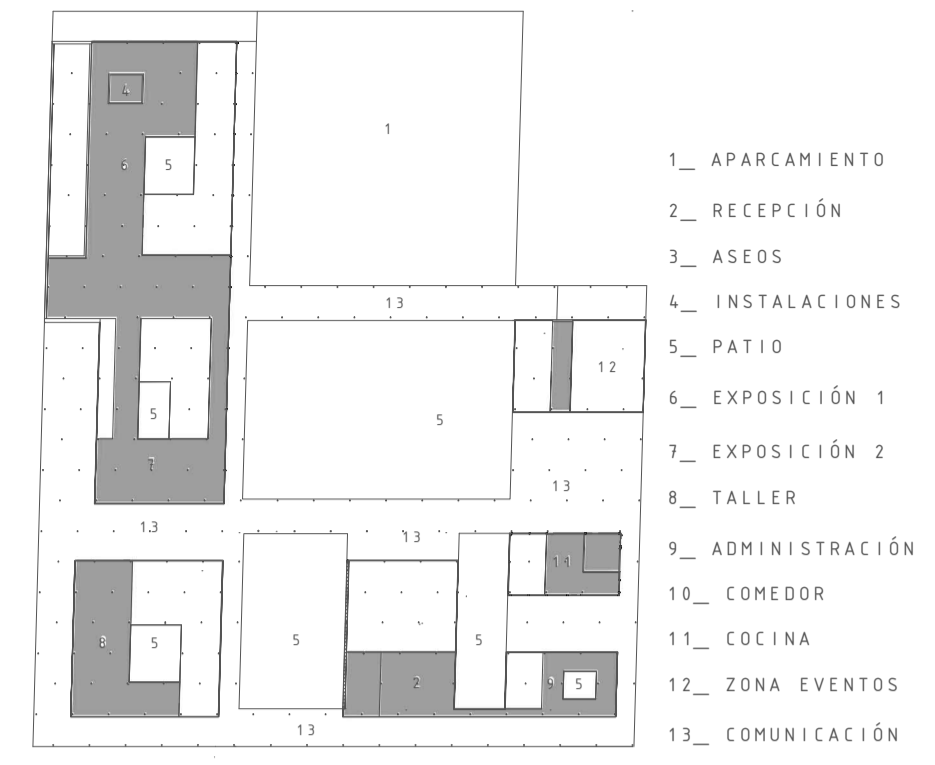 4
1
6
5
13
12
5
5
7
13
13
13
11
8
5
5
5
2
9
5
13
1_ APARCAMIENTO
2_ RECEPCIÓN
3_ ASEOS
4_ INSTALACIONES
5_ PATIO
6_ EXPOSICIÓN 1
7_ EXPOSICIÓN 2
8_ TALLER
9_ ADMINISTRACIÓN
10_ COMEDOR
11_ COCINA
12_ ZONA EVENTOS
13_ COMUNICACIÓN